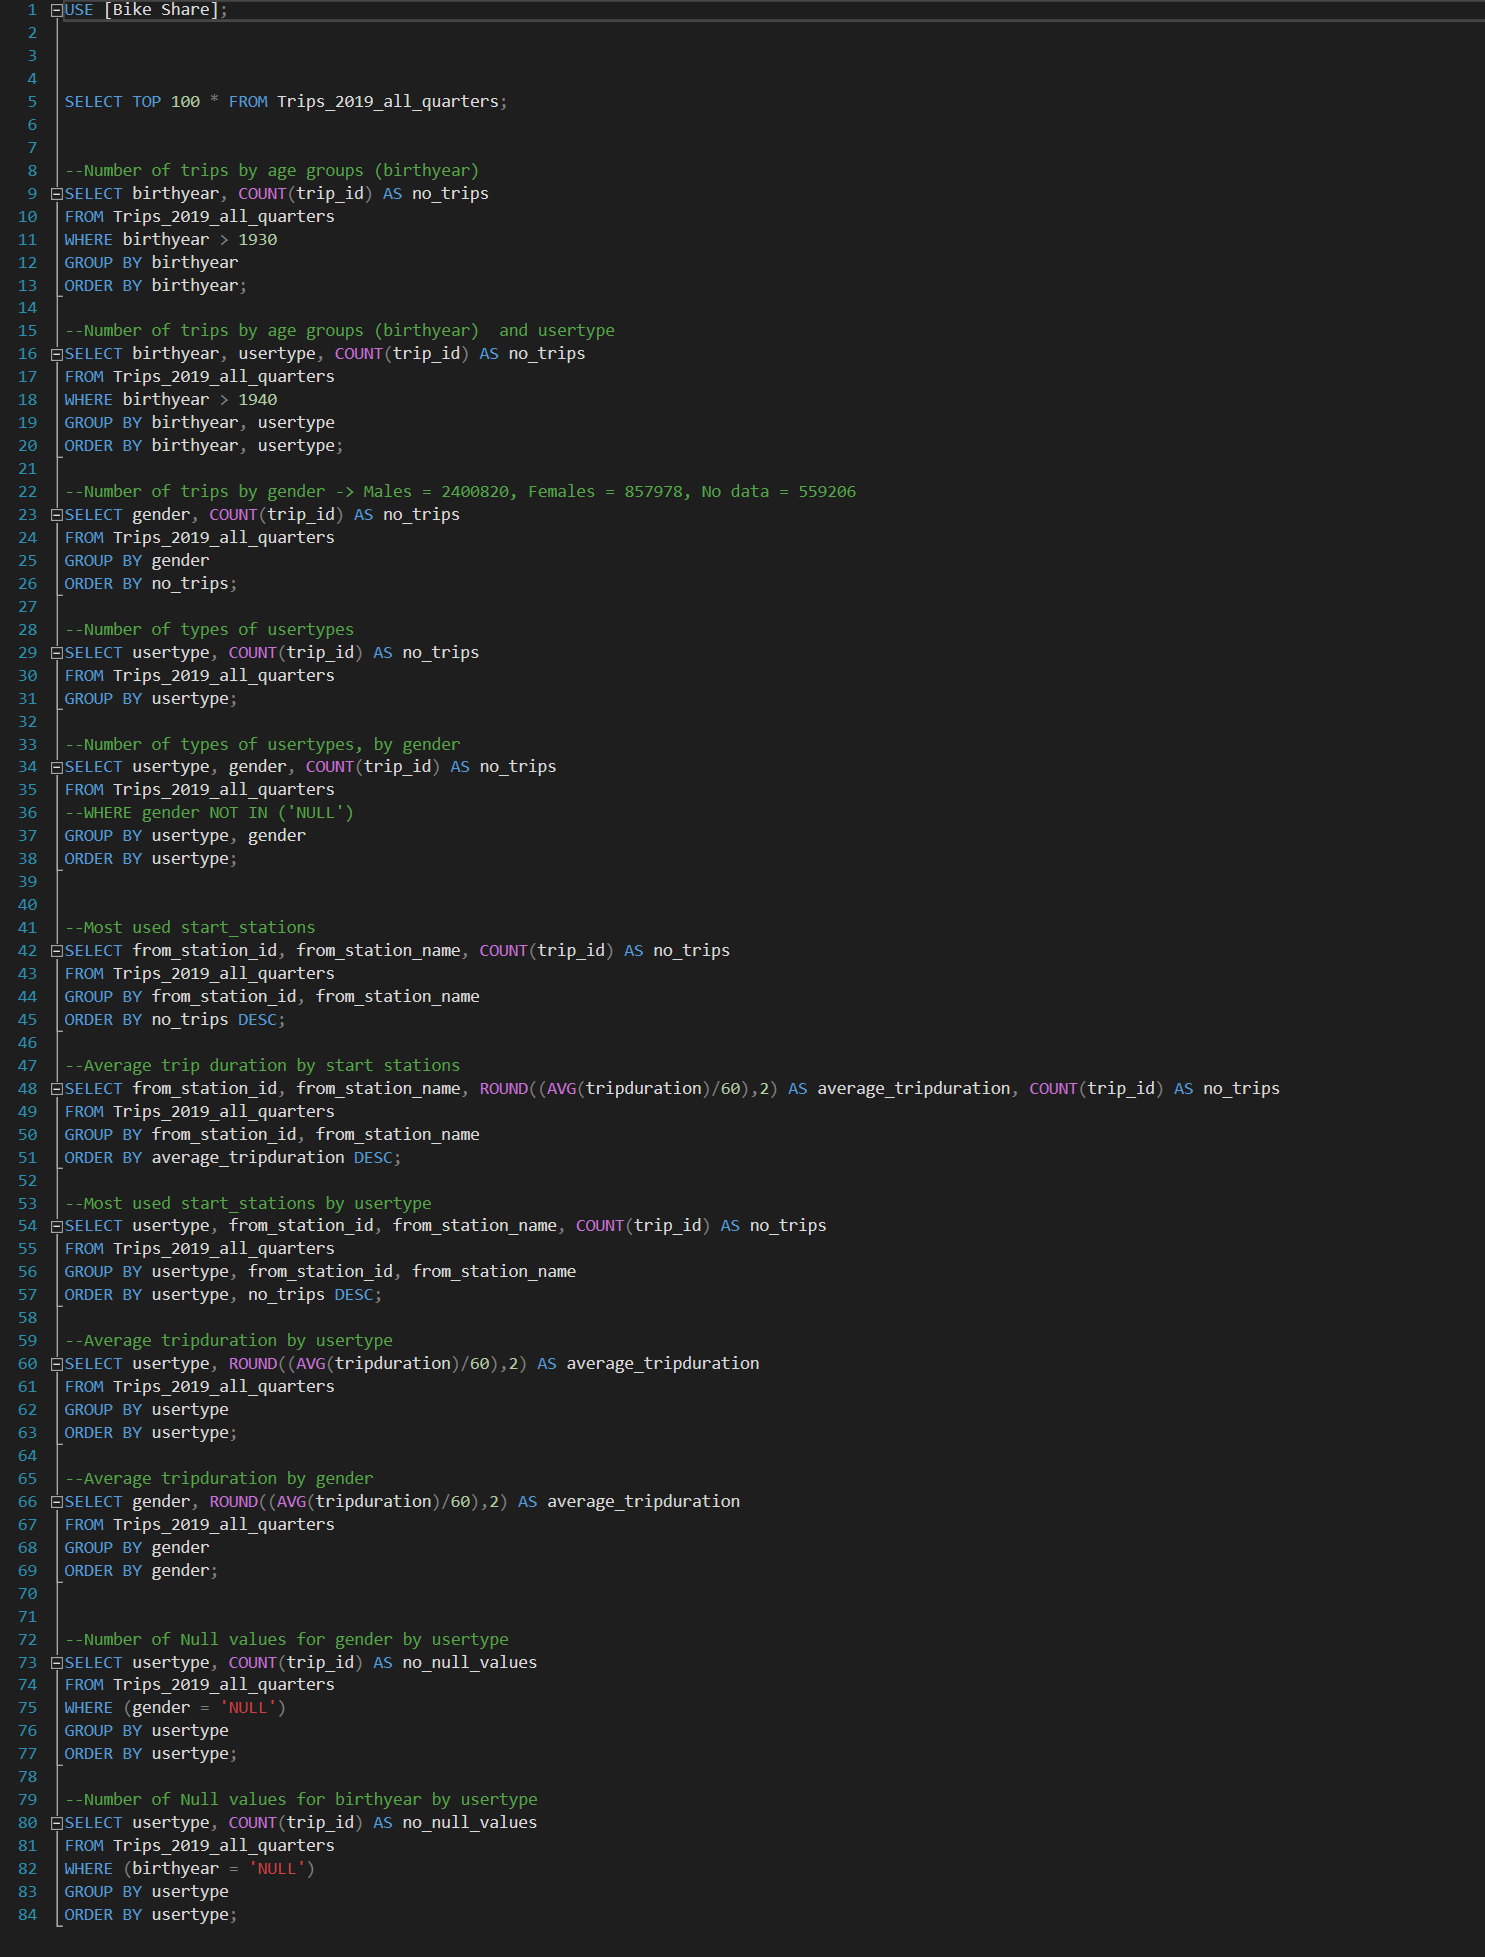 1 USE [Bike Share];
2
3
4
5 SELECT TOP 100 * FROM Trips_2019_all_quarters;
6
7
8 --Number of trips by age groups (birthyear)
9 SELECT birthyear, COUNT(trip_id) AS no_trips
10 FROM Trips_2019_all_quarters
11 WHERE birthyear > 1930
12 GROUP BY birthyear
13 ORDER BY birthyear;
14
15 --Number of trips by age groups (birthyear)  and usertype
16 SELECT birthyear, usertype, COUNT(trip_id) AS no_trips
17 FROM Trips_2019_all_quarters
18 WHERE birthyear > 1940
19 GROUP BY birthyear, usertype
20 ORDER BY birthyear, usertype;
21
22 --Number of trips by gender -> Males = 2400820, Females = 857978, No data = 559206
23 SELECT gender, COUNT(trip_id) AS no_trips
24 FROM Trips_2019_all_quarters
25 GROUP BY gender
26 ORDER BY no_trips;
27
28 --Number of types of usertypes
29 SELECT usertype, COUNT(trip_id) AS no_trips
30 FROM Trips_2019_all_quarters
31 GROUP BY usertype;
32
33 --Number of types of usertypes, by gender
34 SELECT usertype, gender, COUNT(trip_id) AS no_trips
35 FROM Trips_2019_all_quarters
36 --WHERE gender NOT IN ('NULL')
37 GROUP BY usertype, gender
38 ORDER BY usertype;
39
40
41 --Most used start_stations
42 SELECT from_station_id, from_station_name, COUNT(trip_id) AS no_trips
43 FROM Trips_2019_all_quarters
44 GROUP BY from_station_id, from_station_name
45 ORDER BY no_trips DESC;
46
47 --Average trip duration by start stations
48 SELECT from_station_id, from_station_name, ROUND((AVG(tripduration)/60),2) AS average_tripduration, COUNT(trip_id) AS no_trips
49 FROM Trips_2019_all_quarters
50 GROUP BY from_station_id, from_station_name
51 ORDER BY average_tripduration DESC;
52
53 --Most used start_stations by usertype
54 SELECT usertype, from_station_id, from_station_name, COUNT(trip_id) AS no_trips
55 FROM Trips_2019_all_quarters
56 GROUP BY usertype, from_station_id, from_station_name
57 ORDER BY usertype, no_trips DESC;
58
59 --Average tripduration by usertype
60 SELECT usertype, ROUND((AVG(tripduration)/60),2) AS average_tripduration
61 FROM Trips_2019_all_quarters
62 GROUP BY usertype
63 ORDER BY usertype;
64
65 --Average tripduration by gender
66 SELECT gender, ROUND((AVG(tripduration)/60),2) AS average_tripduration
67 FROM Trips_2019_all_quarters
68 GROUP BY gender
69 ORDER BY gender;
70
71
72 --Number of Null values for gender by usertype
73 SELECT usertype, COUNT(trip_id) AS no_null_values
74 FROM Trips_2019_all_quarters
75 WHERE (gender = 'NULL')
76 GROUP BY usertype
77 ORDER BY usertype;
78
79 --Number of Null values for birthyear by usertype
80 SELECT usertype, COUNT(trip_id) AS no_null_values
81 FROM Trips_2019_all_quarters
82 WHERE (birthyear = 'NULL')
83 GROUP BY usertype
84 ORDER BY usertype;